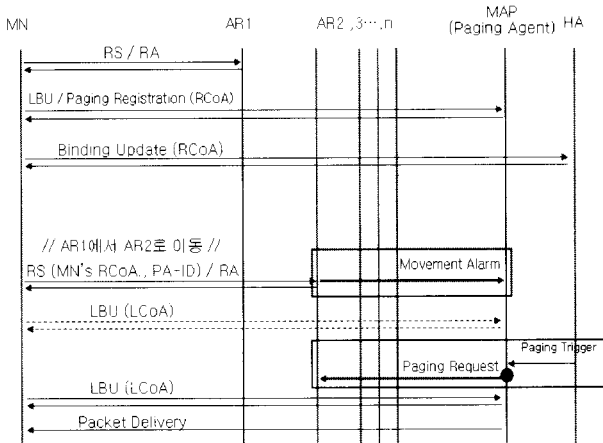 MN
AR1
AR2 ,3···,n
MAP
(Paging Agent)
HA
RS / RA
LBU / Paging Registration (RCoA)
Binding Update (RCoA)
// AR1에서 AR2로 이동 //
RS (MN's RCoA., PA-ID) / RA
Movement Alarm
LBU (LCoA)
Paging Trigger
Paging Request
LBU (LCoA)
Packet Delivery